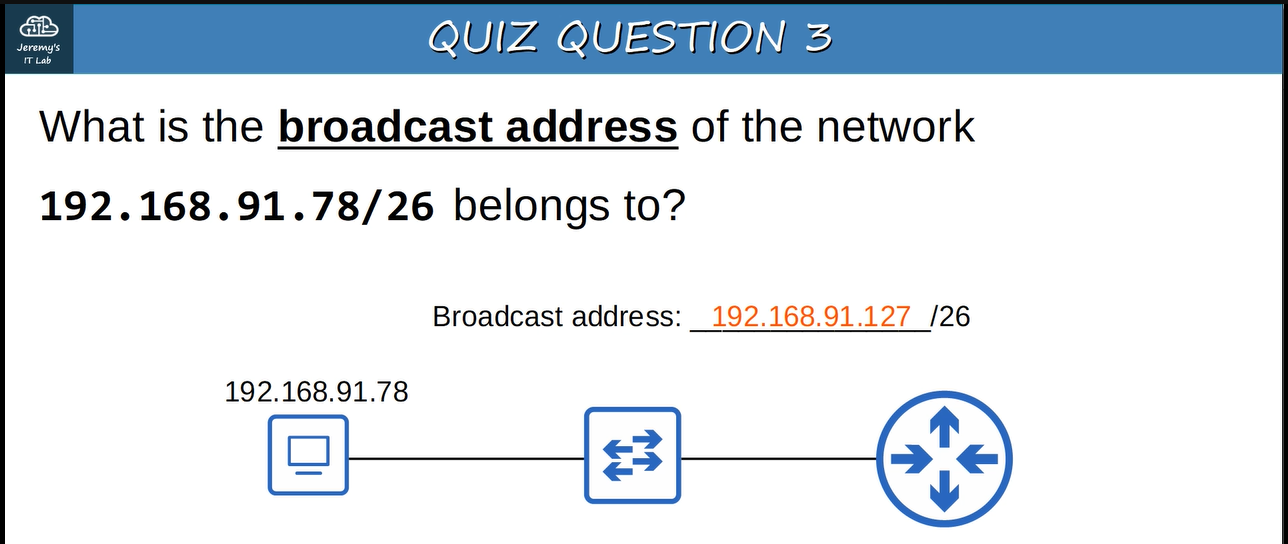 Jeremy's
IT Lab
QUIZ QUESTION 3
What is the broadcast address of the network
192.168.91.78/26 belongs to?
Broadcast address: 192.168.91.127 /26
192.168.91.78